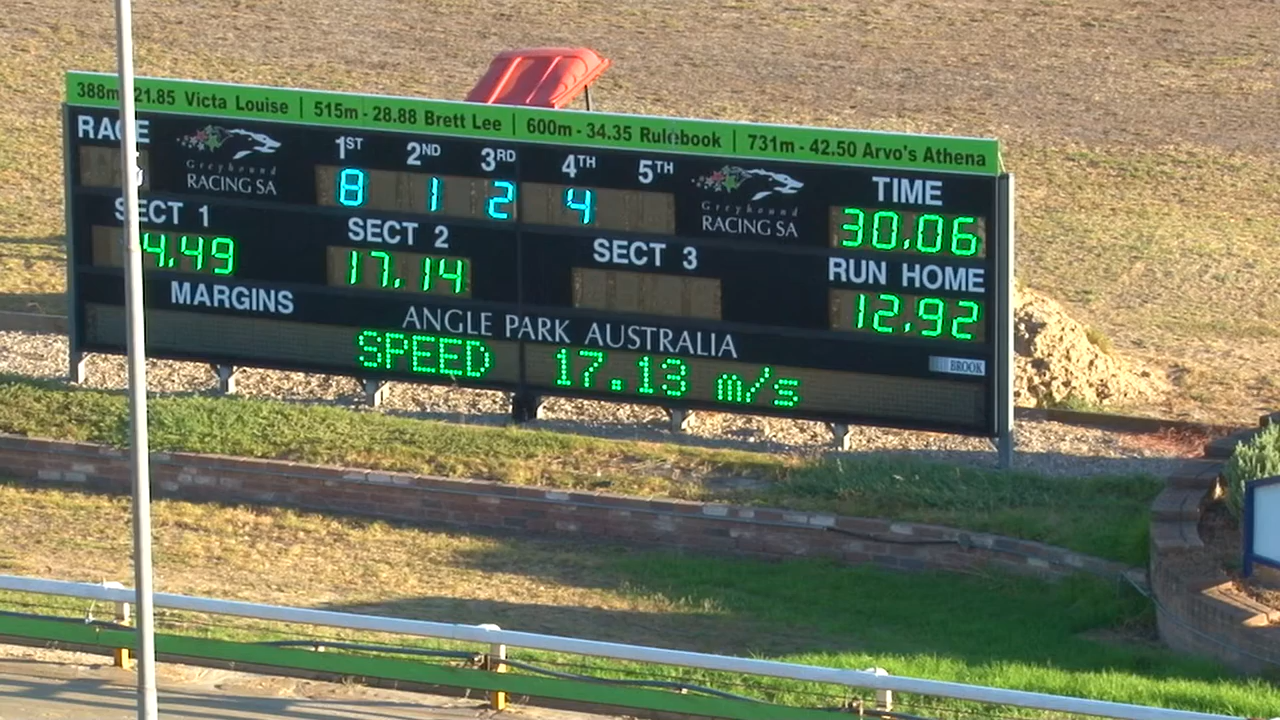 388m 21.85 Victa Louise | 515m - 28.88 Brett Lee | 600m - 34.35 Rulebook | 731m - 42.50 Arvo's Athena
RACE
Greyhound
RACING SA
1ST 2ND 3RD 4TH 5TH
8 1 2 4
Greyhound
RACING SA
TIME
30.06
SECT 1
4.49
SECT 2
17.14
SECT 3
RUN HOME
12.92
MARGINS
ANGLE PARK AUSTRALIA
BROOK
SPEED 17.13 m/s